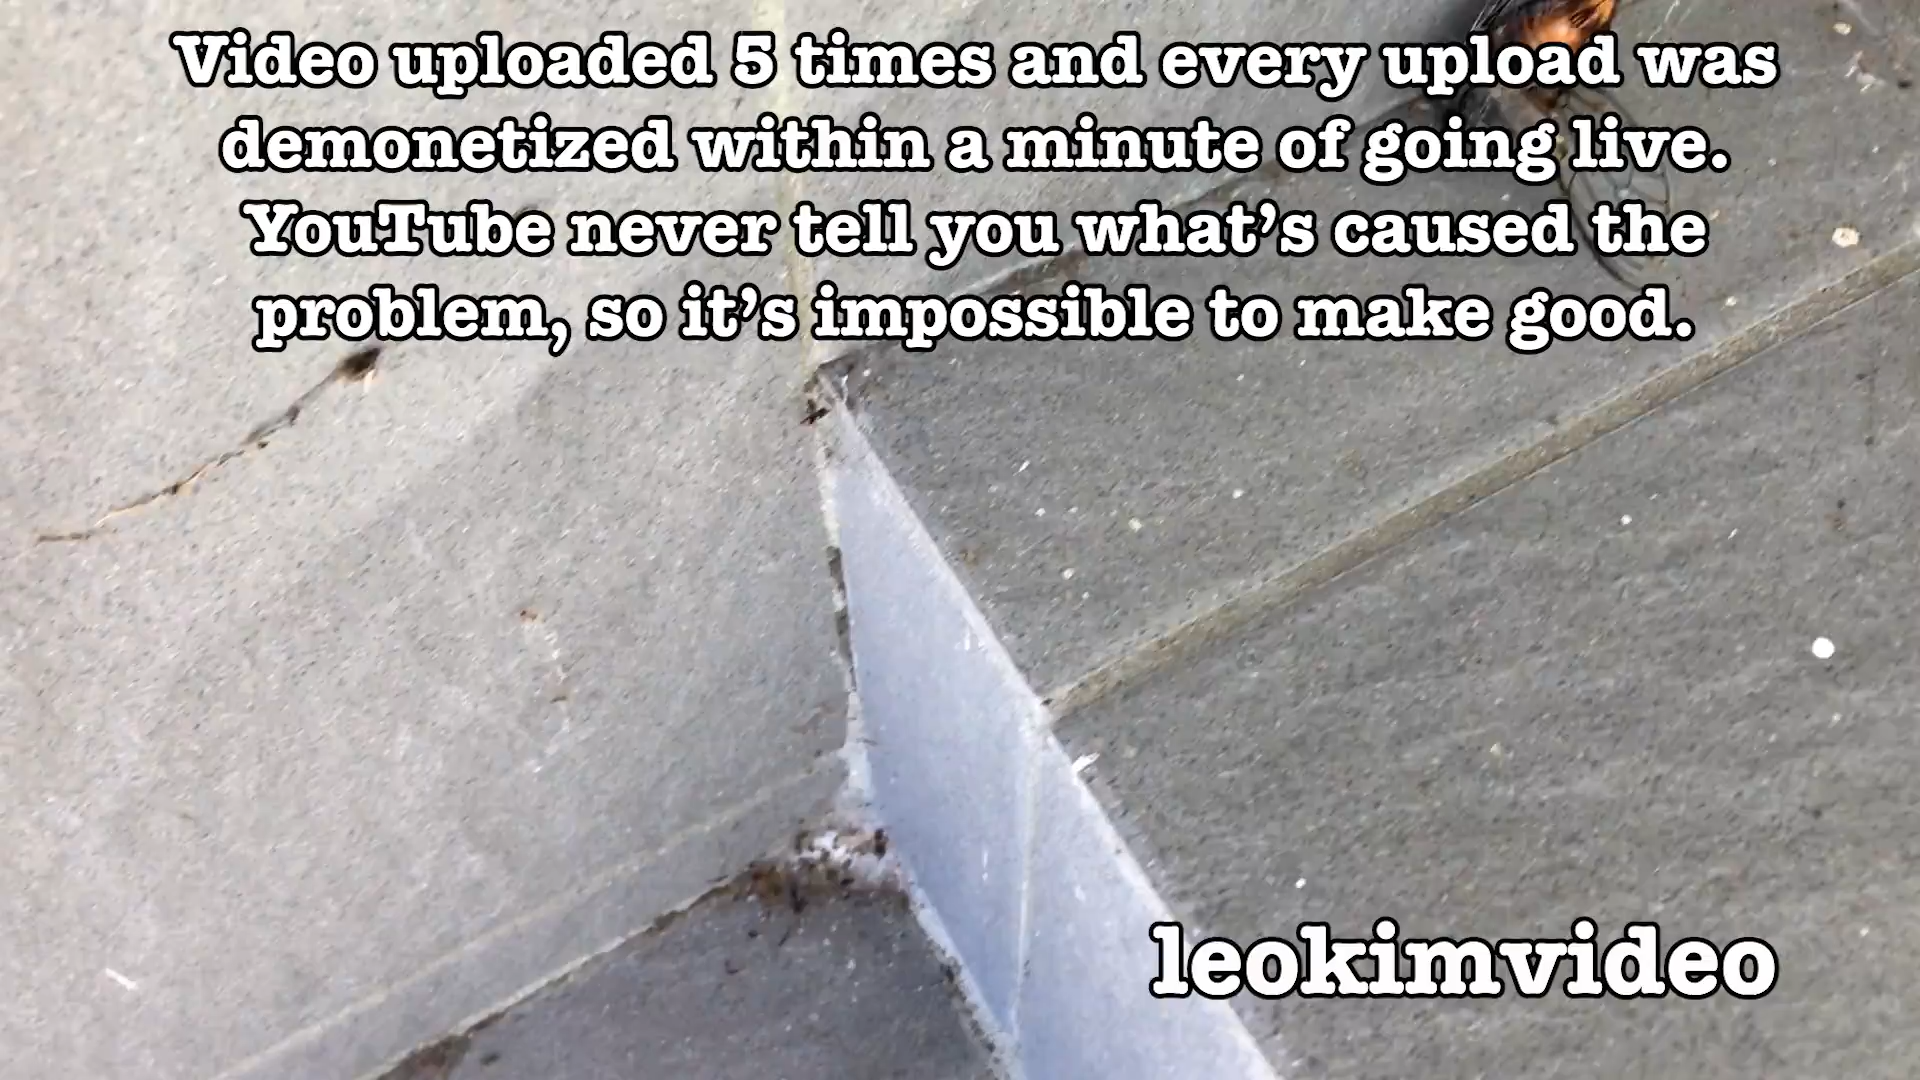 Video uploaded 5 times and every upload was
demonetized within a minute of going live.
YouTube never tell you what's caused the
problem, so it's impossible to make good.
leokimvideo